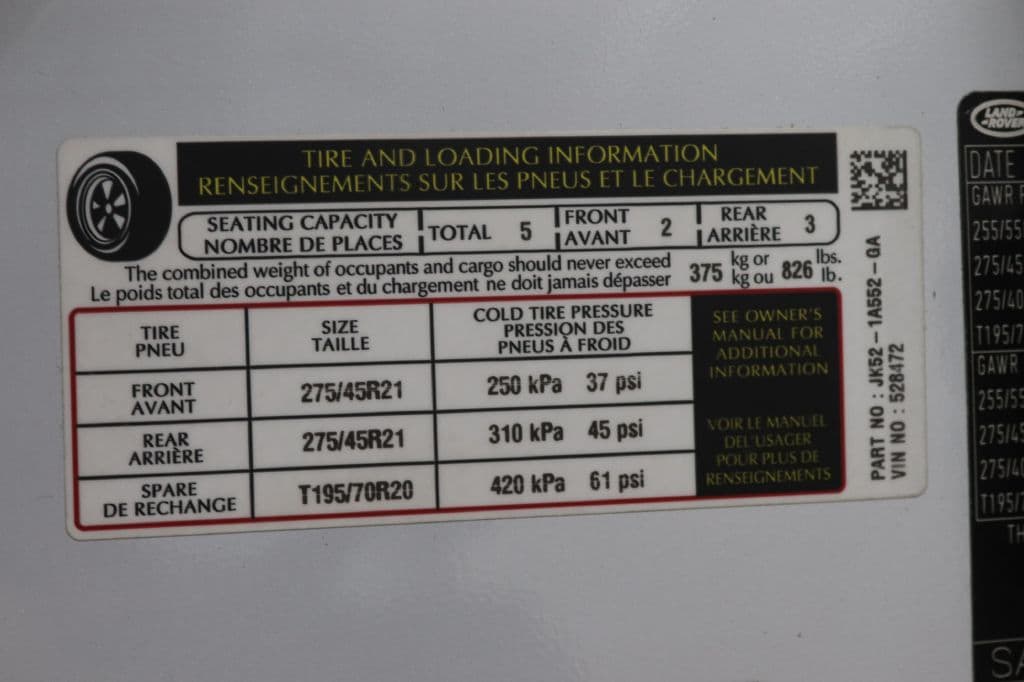 TIRE AND LOADING INFORMATION
RENSEIGNEMENTS SUR LES PNEUS ET LE CHARGEMENT
SEATING CAPACITY
NOMBRE DE PLACES
TOTAL 5
FRONT
AVANT
2
REAR
ARRIÈRE
3
The combined weight of occupants and cargo should never exceed
Le poids total des occupants et du chargement ne doit jamais dépasser
375 kg or 826 lbs.
kg ou lb.
TIRE
PNEU
SIZE
TAILLE
COLD TIRE PRESSURE
PRESSION DES
PNEUS À FROID
FRONT
AVANT
275/45R21
250 kPa 37 psi
REAR
ARRIÈRE
275/45R21
310 kPa 45 psi
SPARE
DE RECHANGE
T195/70R20
420 kPa 61 psi
SEE OWNER'S
MANUAL FOR
ADDITIONAL
INFORMATION
VOIR LE MANUEL
DE L'USAGER
POUR PLUS DE
RENSEIGNEMENTS
PART NO : JK52-1A552-GA
VIN NO : 528472
LAND
ROVER
DATE
GAWR
255/55
275/45
275/40
T195/7
GAWR
255/55
275/45
275/40
T195/7
TH
SA